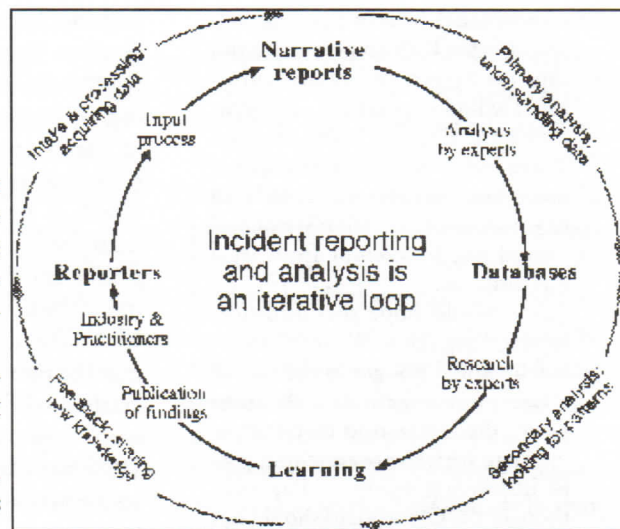 Narrative
reports
Primary analysis:
understanding data
Analysis
by experts
Databases
Research
by experts
Secondary analysis:
looking for patterns
Learning
Publication
of findings
Feedback, sharing
new knowledge
Industry &
Practitioners
Reporters
Intake & processing:
acquiring data
Input
process
Incident reporting
and analysis is
an iterative loop